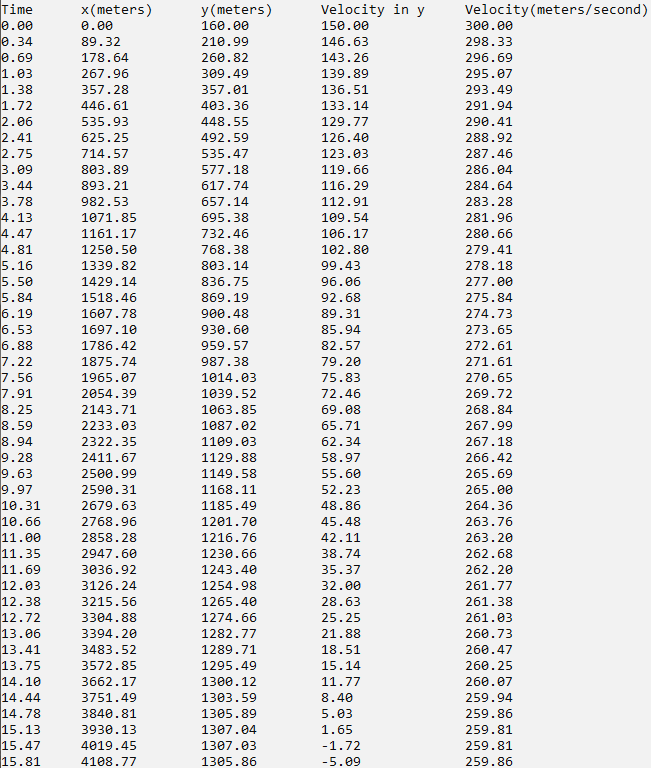 Time x(meters) y(meters) Velocity in y Velocity(meters/second)
0.00 0.00 160.00 150.00 300.00
0.34 89.32 210.99 146.63 298.33
0.69 178.64 260.82 143.26 296.69
1.03 267.96 309.49 139.89 295.07
1.38 357.28 357.01 136.51 293.49
1.72 446.61 403.36 133.14 291.94
2.06 535.93 448.55 129.77 290.41
2.41 625.25 492.59 126.40 288.92
2.75 714.57 535.47 123.03 287.46
3.09 803.89 577.18 119.66 286.04
3.44 893.21 617.74 116.29 284.64
3.78 982.53 657.14 112.91 283.28
4.13 1071.85 695.38 109.54 281.96
4.47 1161.17 732.46 106.17 280.66
4.81 1250.50 768.38 102.80 279.41
5.16 1339.82 803.14 99.43 278.18
5.50 1429.14 836.75 96.06 277.00
5.84 1518.46 869.19 92.68 275.84
6.19 1607.78 900.48 89.31 274.73
6.53 1697.10 930.60 85.94 273.65
6.88 1786.42 959.57 82.57 272.61
7.22 1875.74 987.38 79.20 271.61
7.56 1965.07 1014.03 75.83 270.65
7.91 2054.39 1039.52 72.46 269.72
8.25 2143.71 1063.85 69.08 268.84
8.59 2233.03 1087.02 65.71 267.99
8.94 2322.35 1109.03 62.34 267.18
9.28 2411.67 1129.88 58.97 266.42
9.63 2500.99 1149.58 55.60 265.69
9.97 2590.31 1168.11 52.23 265.00
10.31 2679.63 1185.49 48.86 264.36
10.66 2768.96 1201.70 45.48 263.76
11.00 2858.28 1216.76 42.11 263.20
11.35 2947.60 1230.66 38.74 262.68
11.69 3036.92 1243.40 35.37 262.20
12.03 3126.24 1254.98 32.00 261.77
12.38 3215.56 1265.40 28.63 261.38
12.72 3304.88 1274.66 25.25 261.03
13.06 3394.20 1282.77 21.88 260.73
13.41 3483.52 1289.71 18.51 260.47
13.75 3572.85 1295.49 15.14 260.25
14.10 3662.17 1300.12 11.77 260.07
14.44 3751.49 1303.59 8.40 259.94
14.78 3840.81 1305.89 5.03 259.86
15.13 3930.13 1307.04 1.65 259.81
15.47 4019.45 1307.03 -1.72 259.81
15.81 4108.77 1305.86 -5.09 259.86